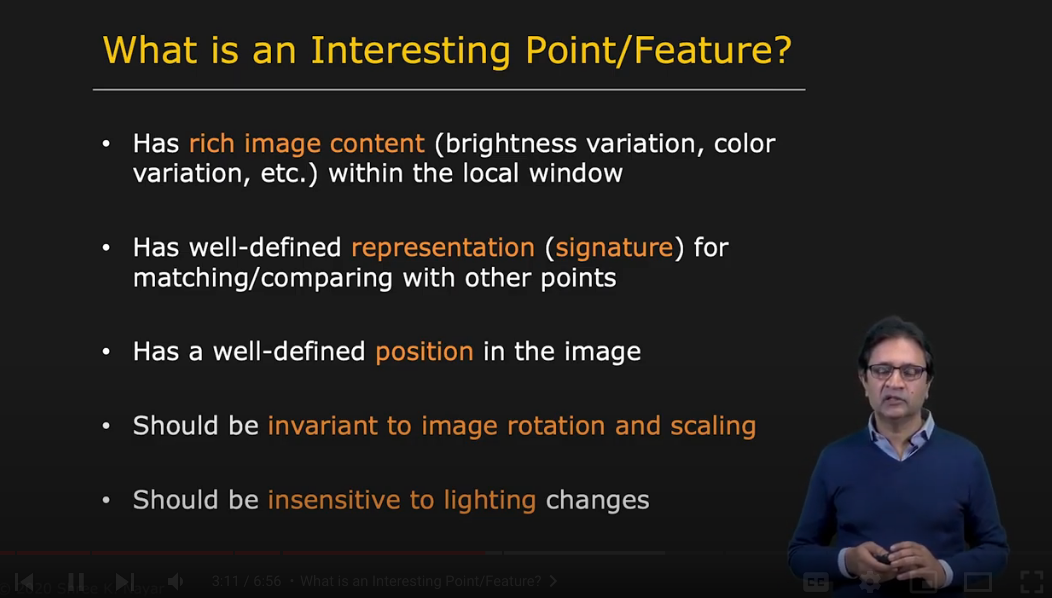 What is an Interesting Point/Feature?
• Has rich image content (brightness variation, color
variation, etc.) within the local window
• Has well-defined representation (signature) for
matching/comparing with other points
• Has a well-defined position in the image
• Should be invariant to image rotation and scaling
• Should be insensitive to lighting changes
3:11 / 6:56 • What is an Interesting Point/Feature?
CC